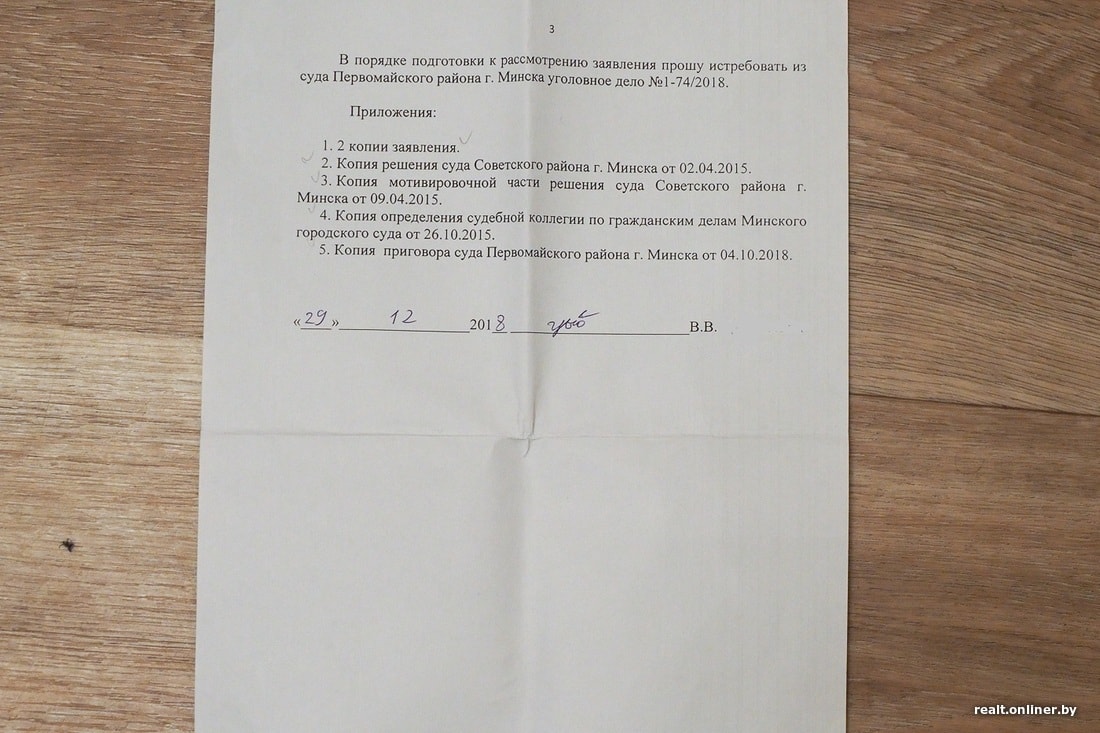 3
В порядке подготовки к рассмотрению заявления прошу истребовать из
суда Первомайского района г. Минска уголовное дело №1-74/2018.
Приложения:
1. 2 копии заявления.
2. Копия решения суда Советского района г. Минска от 02.04.2015.
3. Копия мотивировочной части решения суда Советского района г.
Минска от 09.04.2015.
4. Копия определения судебной коллегии по гражданским делам Минского
городского суда от 26.10.2015.
5. Копия приговора суда Первомайского района г. Минска от 04.10.2018.
«29» 12 2018 В.В.
realt.onliner.by